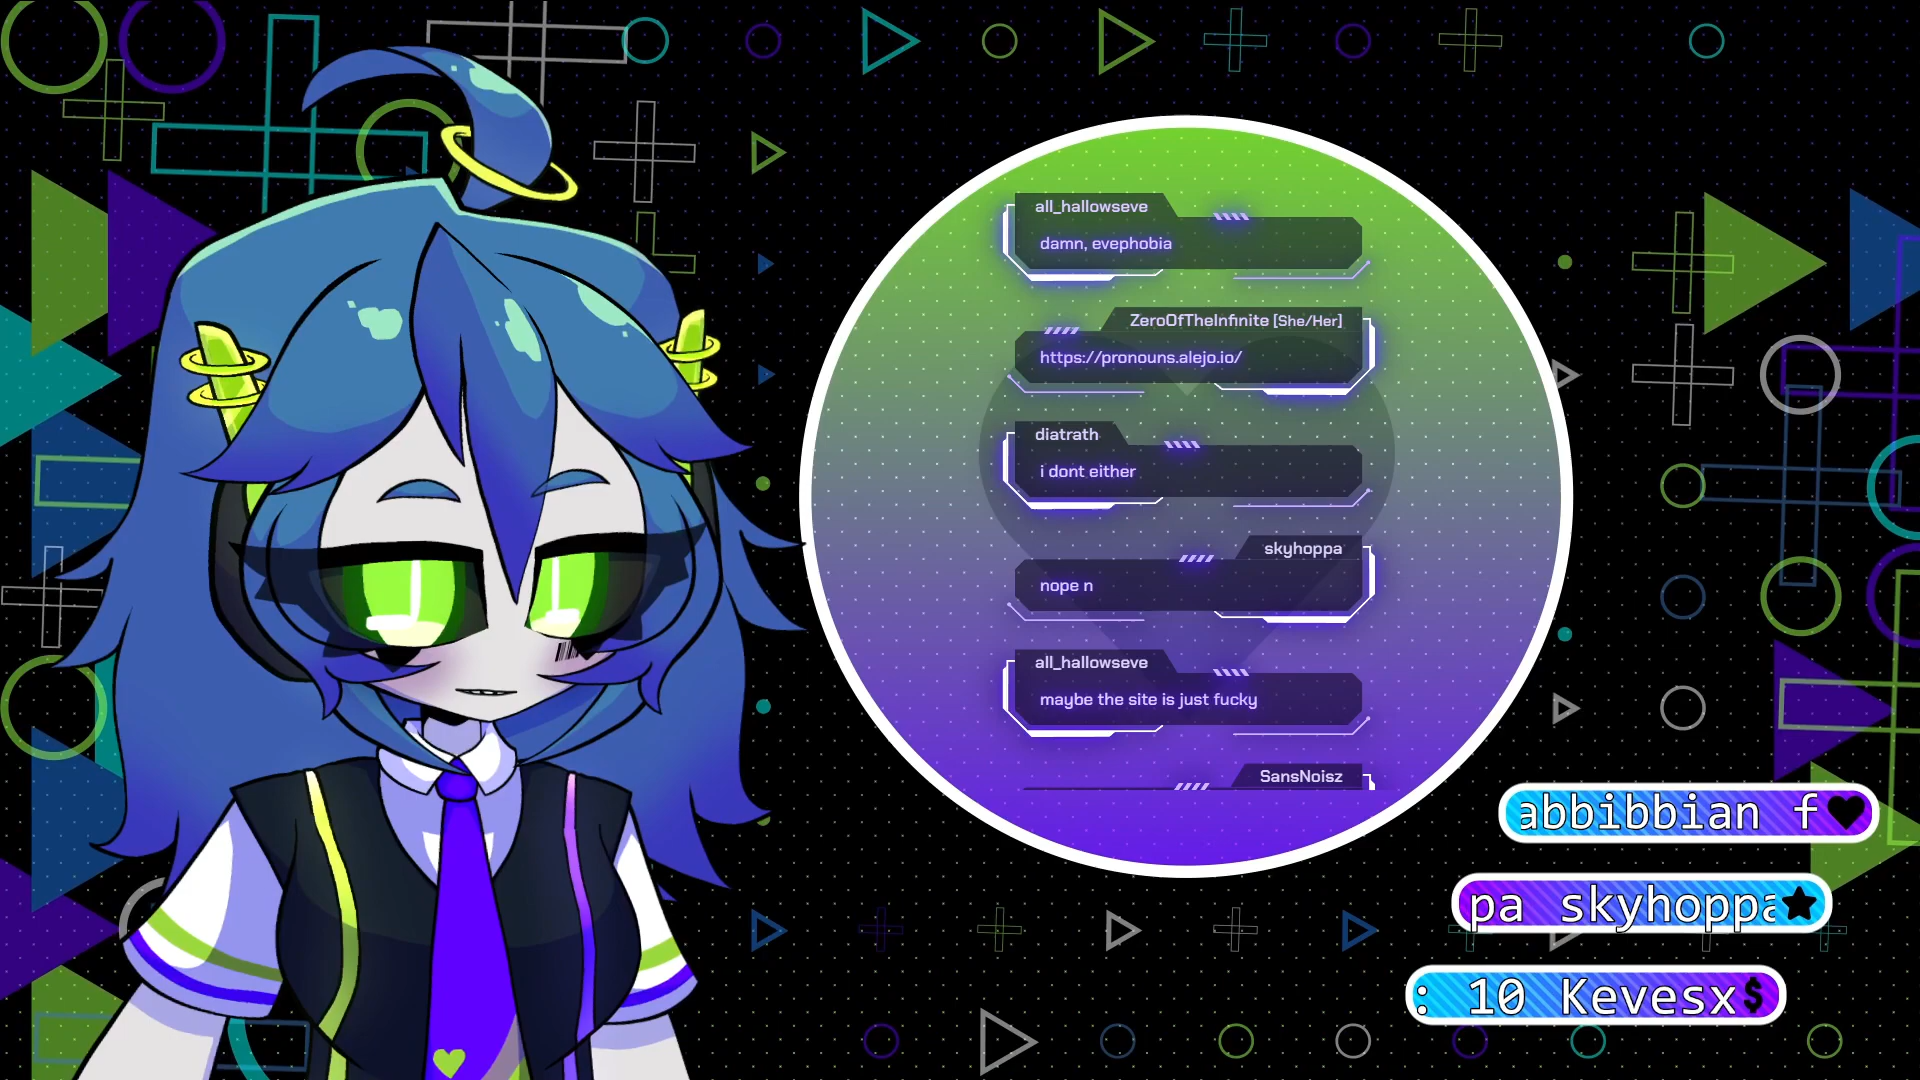 all_hallowseve
damn, evephobia
ZeroOfTheInfinite [She/Her]
https://pronouns.alejo.io/
diatrath
i dont either
skyhoppa
nope n
all_hallowseve
maybe the site is just fucky
SansNoisz
abbibbian f
pa skyhoppa
: 10 Kevesx$